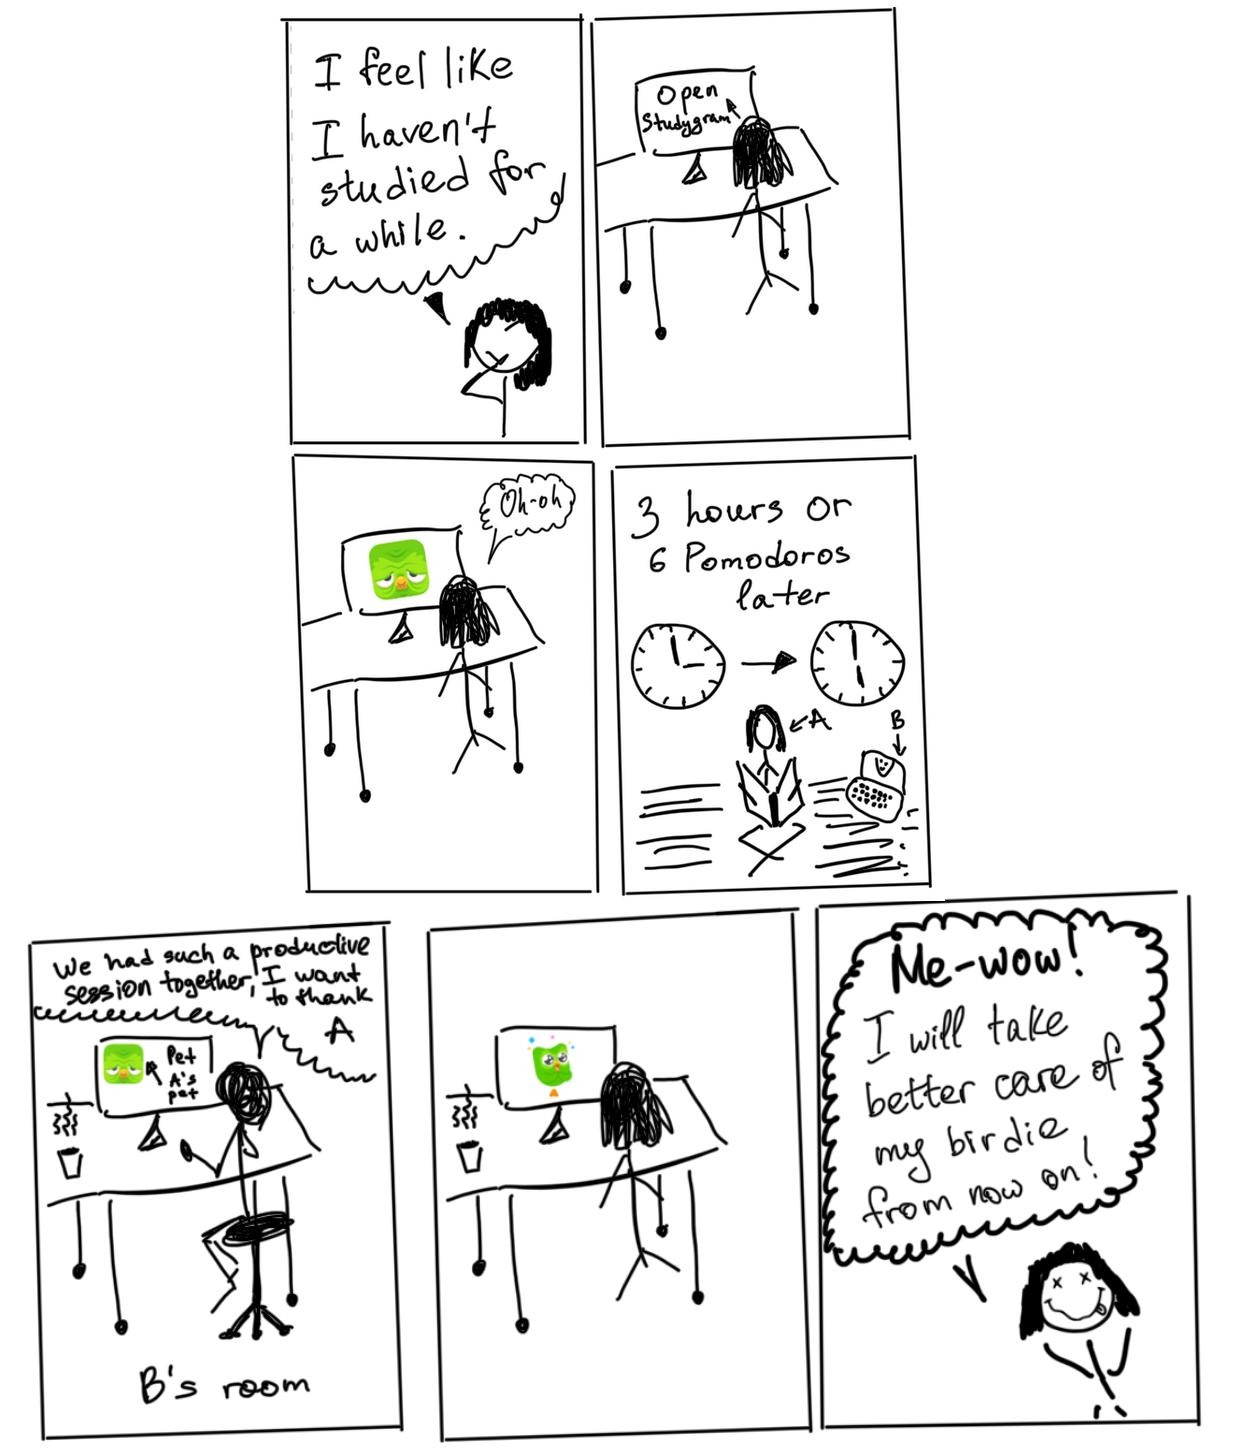 I feel like
I haven't
studied for
a while.
Open
Studygram
Oh-oh
3 hours or
6 Pomodoros
later
A
B
We had such a productive
session together, I want
to thank
A
Pet
A's
pet
B's room
Me-wow!
I will take
better care of
my birdie
from now on!